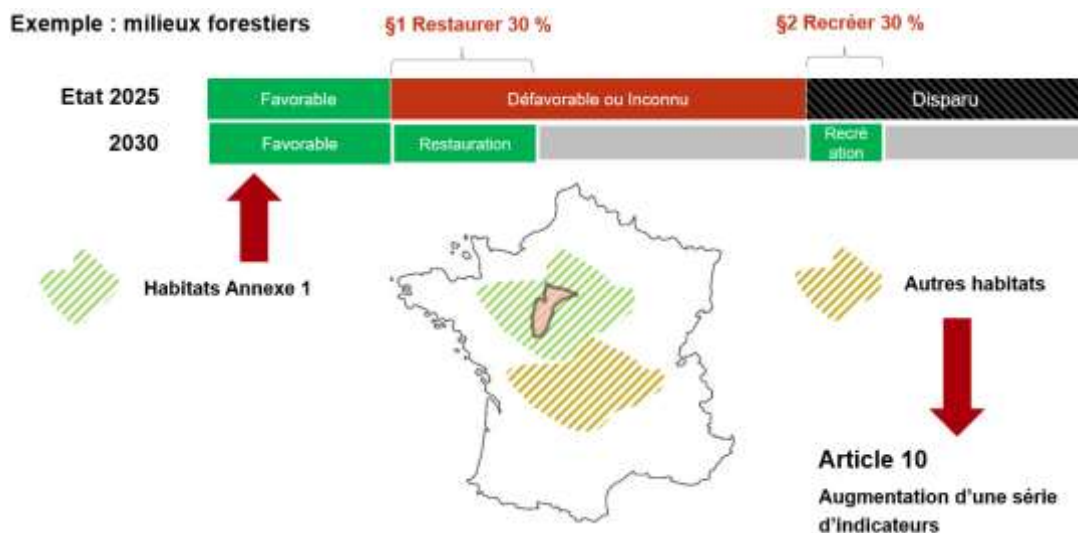 Exemple : milieux forestiers
§1 Restaurer 30 %
§2 Recréer 30 %
Etat 2025
Favorable
Défavorable ou Inconnu
Disparu
2030
Favorable
Restauration
Recré
ation
Habitats Annexe 1
Autres habitats
Article 10
Augmentation d'une série
d'indicateurs